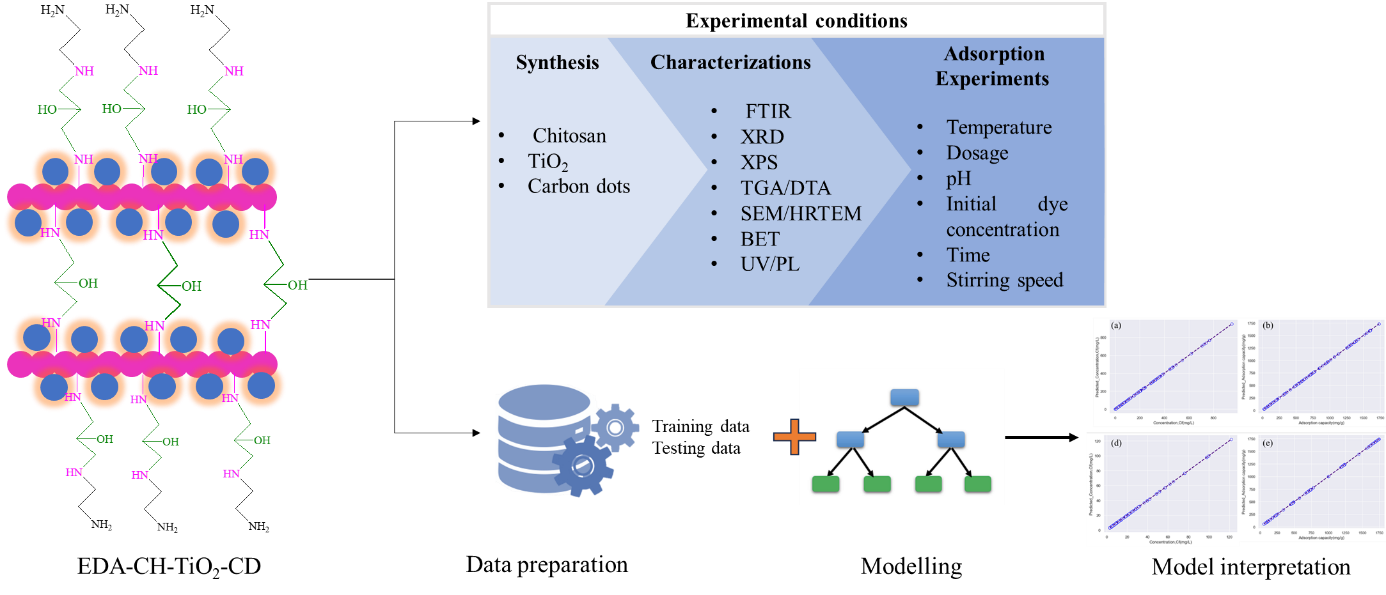 H₂N H₂N H₂N
NH NH NH
HO HO HO
NH NH NH
HN HN HN
OH OH OH
HN HN HN
HN HN HN
OH OH OH
HN HN HN
NH₂ NH₂ NH₂
EDA-CH-TiO₂-CD
Experimental conditions
Synthesis
• Chitosan
• TiO₂
• Carbon dots
Characterizations
• FTIR
• XRD
• XPS
• TGA/DTA
• SEM/HRTEM
• BET
• UV/PL
Adsorption
Experiments
• Temperature
• Dosage
• pH
• Initial dye
concentration
• Time
• Stirring speed
Training data
Testing data
Data preparation
Modelling
(a)
(b)
(d)
(e)
Model interpretation